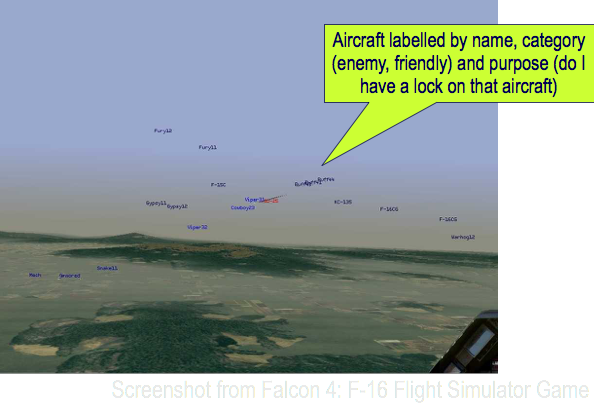 Aircraft labelled by name, category
(enemy, friendly) and purpose (do I
have a lock on that aircraft)
Fury12
Fury11
F-16C
Gypsy11
Gypsy12
Viper31
Cowboy23
Viper32
KC-135
F-16CG
F-16CG
Warhog12
Snake11
Screenshot from Falcon 4: F-16 Flight Simulator Game